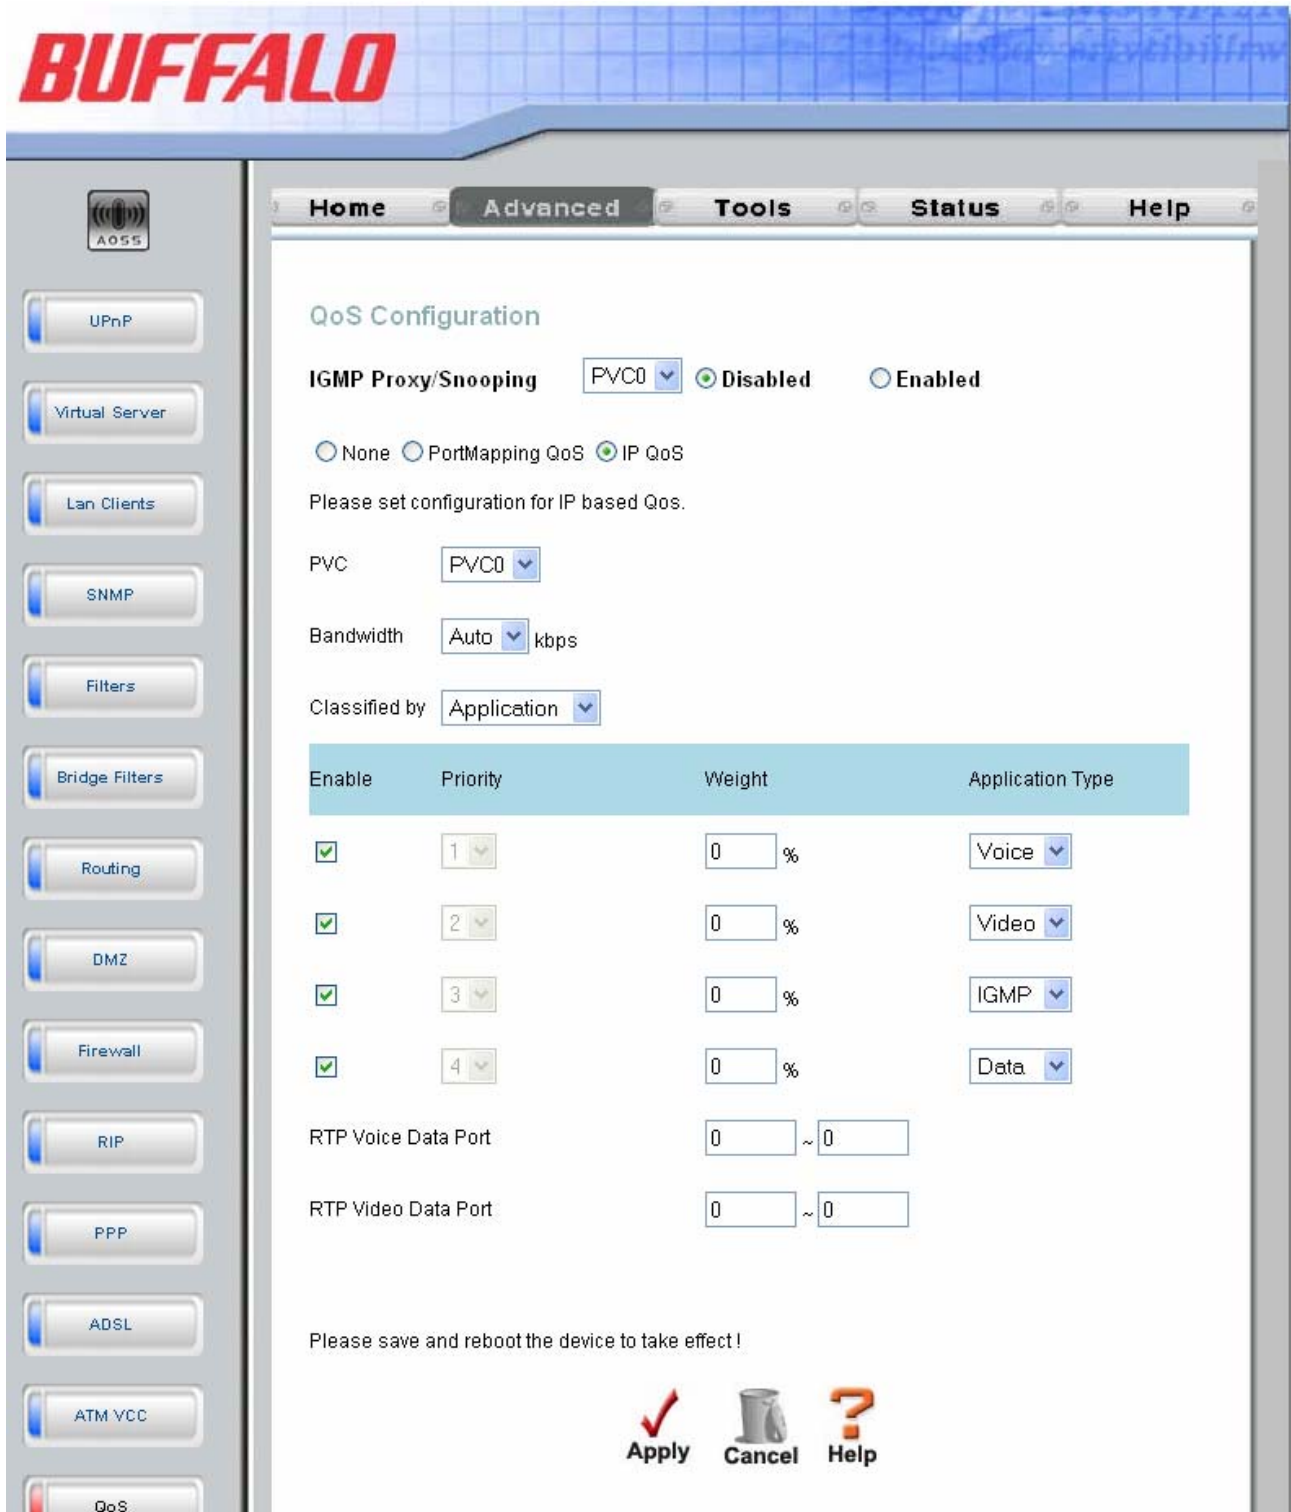 BUFFALO
AOSS
Home Advanced Tools Status Help
UPnP
Virtual Server
Lan Clients
SNMP
Filters
Bridge Filters
Routing
DMZ
Firewall
RIP
PPP
ADSL
ATM VCC
QoS
QoS Configuration
IGMP Proxy/Snooping PVC0 Disabled Enabled
None PortMapping QoS IP QoS
Please set configuration for IP based Qos.
PVC PVC0
Bandwidth Auto kbps
Classified by Application
Enable Priority Weight Application Type
1 0 % Voice
2 0 % Video
3 0 % IGMP
4 0 % Data
RTP Voice Data Port 0 ~ 0
RTP Video Data Port 0 ~ 0
Please save and reboot the device to take effect !
Apply Cancel Help